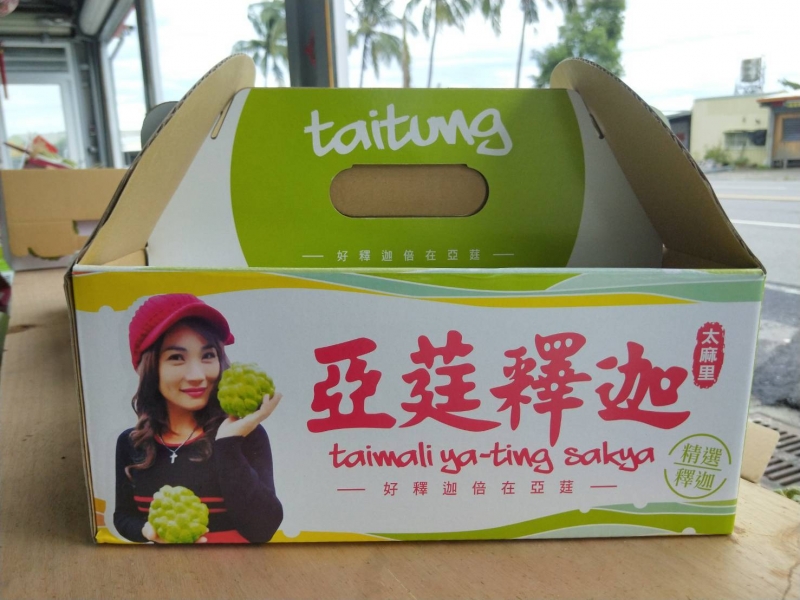 taitung
好釋迦倍在亞莛
亞莛釋迦
太麻里
taimali ya-ting sakya
好釋迦倍在亞莛
精選
釋迦